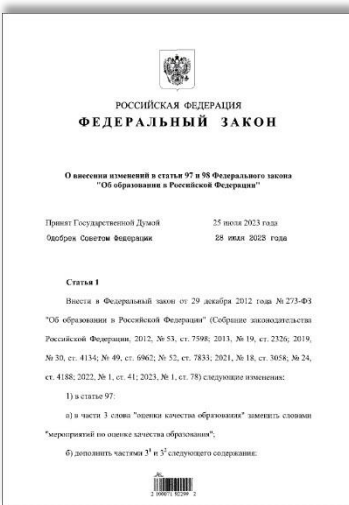 РОССИЙСКАЯ ФЕДЕРАЦИЯ
ФЕДЕРАЛЬНЫЙ ЗАКОН
О внесении изменений в статьи 97 и 98 Федерального закона
"Об образовании в Российской Федерации"
Принят Государственной Думой 25 июля 2023 года
Одобрен Советом Федерации 28 июля 2023 года
Статья 1
Внести в Федеральный закон от 29 декабря 2012 года № 273-ФЗ
"Об образовании в Российской Федерации" (Собрание законодательства
Российской Федерации, 2012, № 53, ст. 7598; 2013, № 19, ст. 2326; 2019,
№ 30, ст. 4134; № 49, ст. 6962; № 52, ст. 7833; 2021, № 18, ст. 3058; № 24,
ст. 4188; 2022, № 1, ст. 41; 2023, № 1, ст. 78) следующие изменения:
1) в статье 97:
а) в части 3 слова "оценки качества образования" заменить словами
"мероприятий по оценке качества образования";
б) дополнить частями 3¹ и 3² следующего содержания: